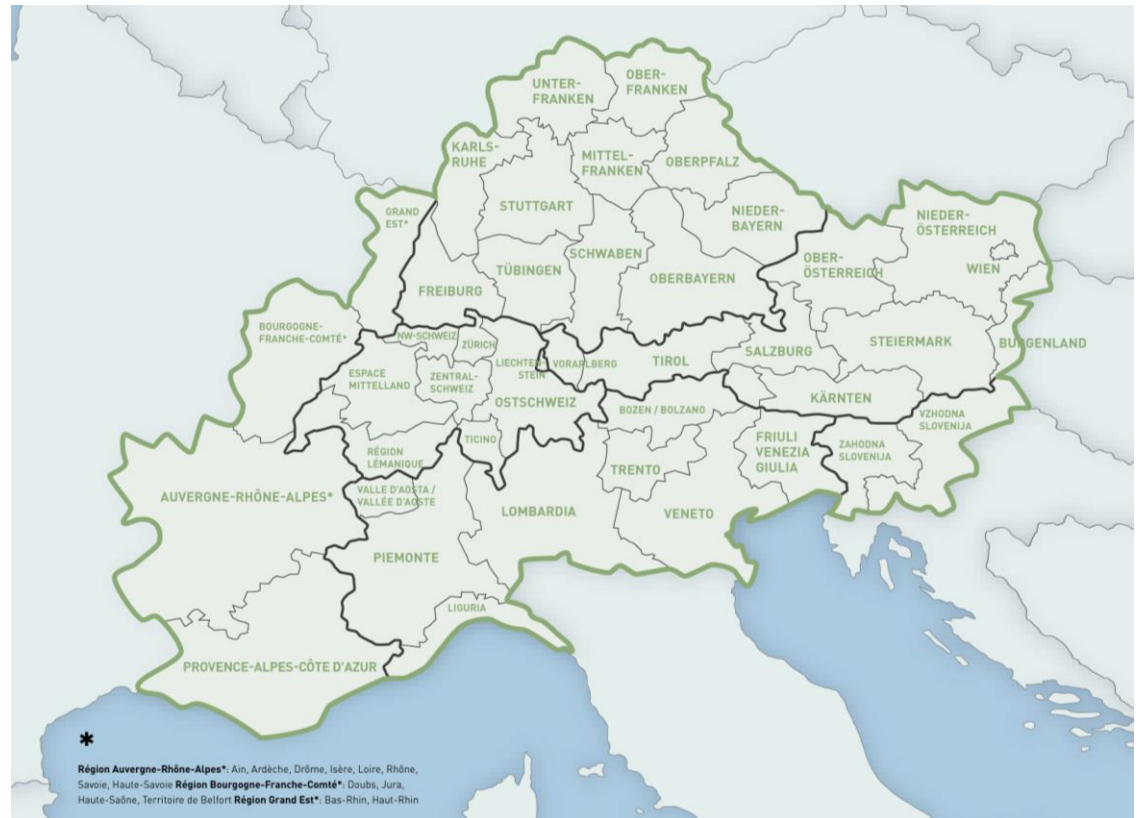 UNTER-
FRANKEN
OBER-
FRANKEN
KARLS-
RUHE
MITTEL-
FRANKEN
OBERPFALZ
GRAND
EST*
STUTTGART
NIEDER-
BAYERN
NIEDER-
ÖSTERREICH
TÜBINGEN
SCHWABEN
OBERBAYERN
OBER-
ÖSTERREICH
WIEN
FREIBURG
BOURGOGNE-
FRANCHE-COMTÉ*
NW-SCHWEIZ
ZÜRICH
LIECHTEN-
STEIN
VORARLBERG
TIROL
SALZBURG
STEIERMARK
BURGENLAND
ESPACE
MITTELLAND
ZENTRAL-
SCHWEIZ
OSTSCHWEIZ
KÄRNTEN
BOZEN / BOLZANO
VZHODNA
SLOVENIJA
RÉGION
LÉMANIQUE
TICINO
TRENTO
FRIULI
VENEZIA
GIULIA
ZAHODNA
SLOVENIJA
AUVERGNE-RHÔNE-ALPES*
VALLE D'AOSTA /
VALLÉE D'AOSTE
LOMBARDIA
VENETO
PIEMONTE
LIGURIA
PROVENCE-ALPES-CÔTE D'AZUR
*
Région Auvergne-Rhône-Alpes*: Ain, Ardèche, Drôme, Isère, Loire, Rhône,
Savoie, Haute-Savoie Région Bourgogne-Franche-Comté*: Doubs, Jura,
Haute-Saône, Territoire de Belfort Région Grand Est*: Bas-Rhin, Haut-Rhin